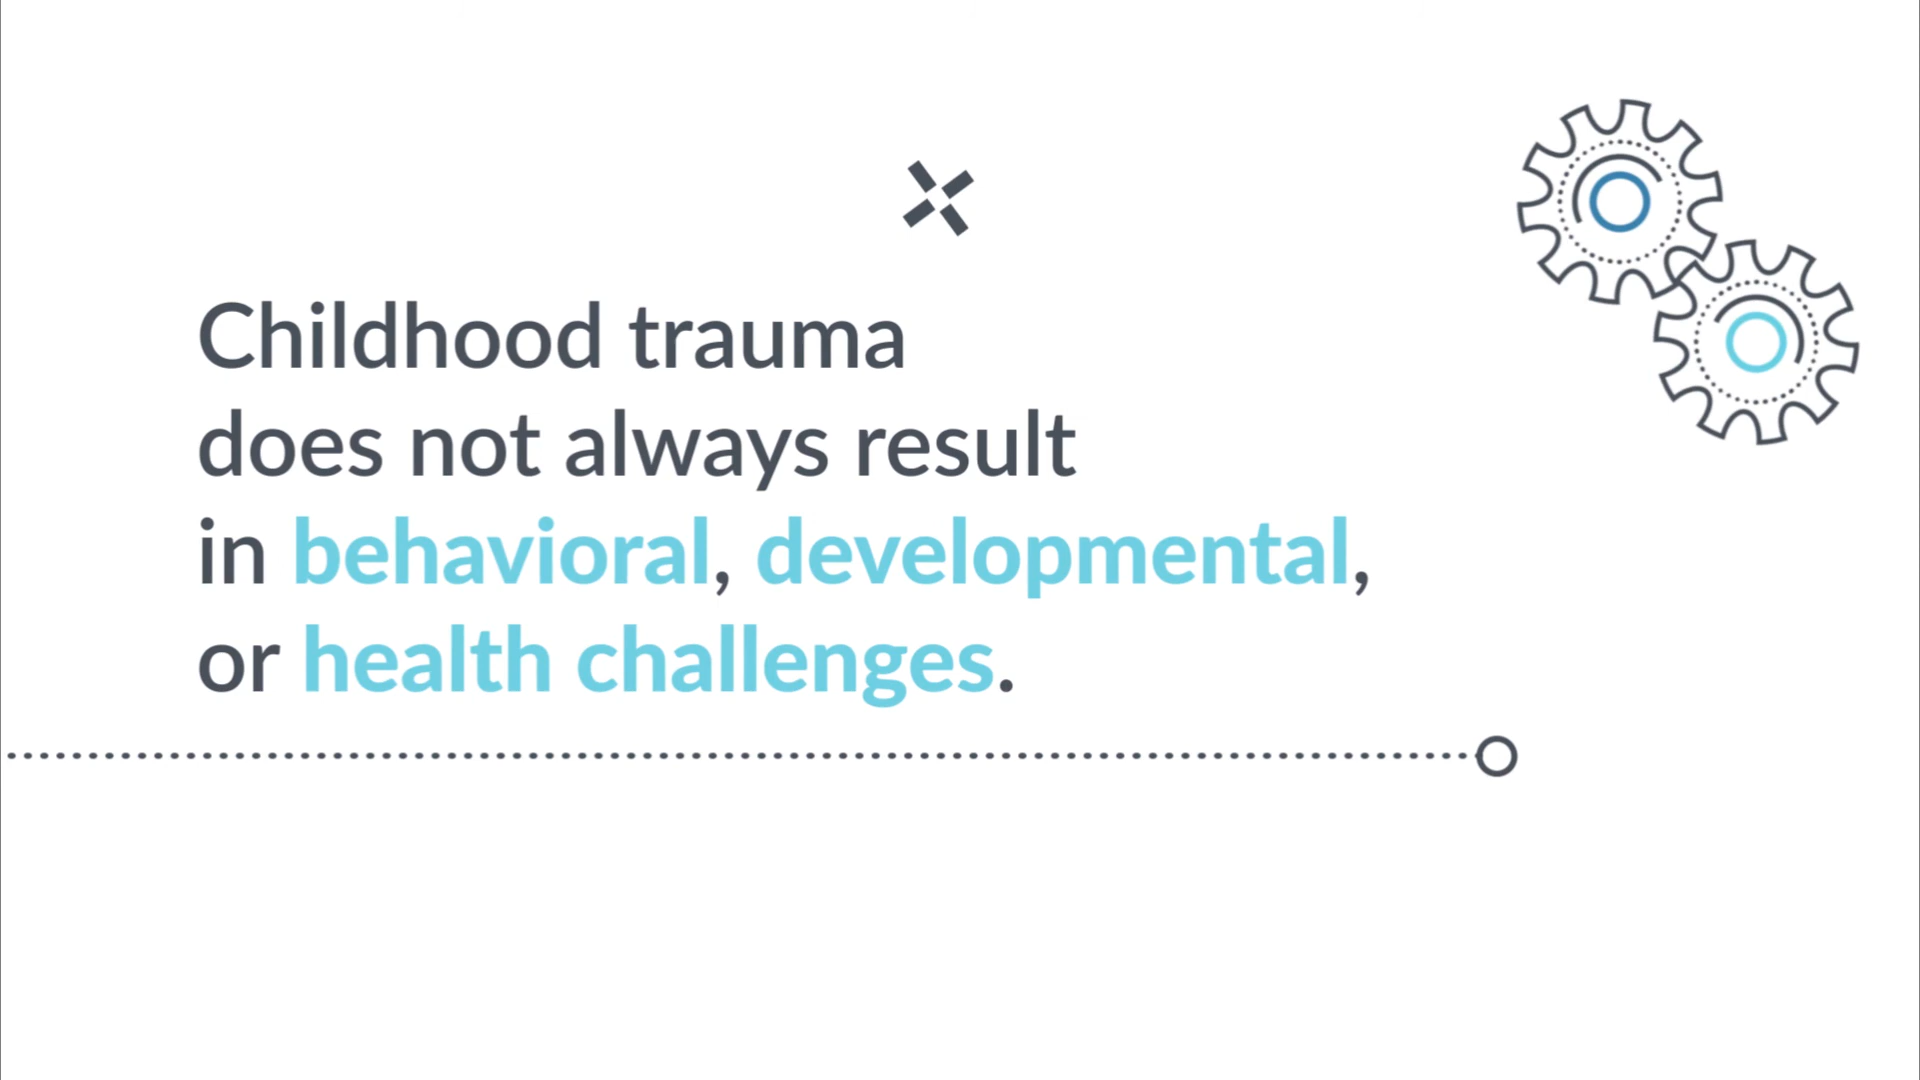 Childhood trauma
does not always result
in behavioral, developmental,
or health challenges.